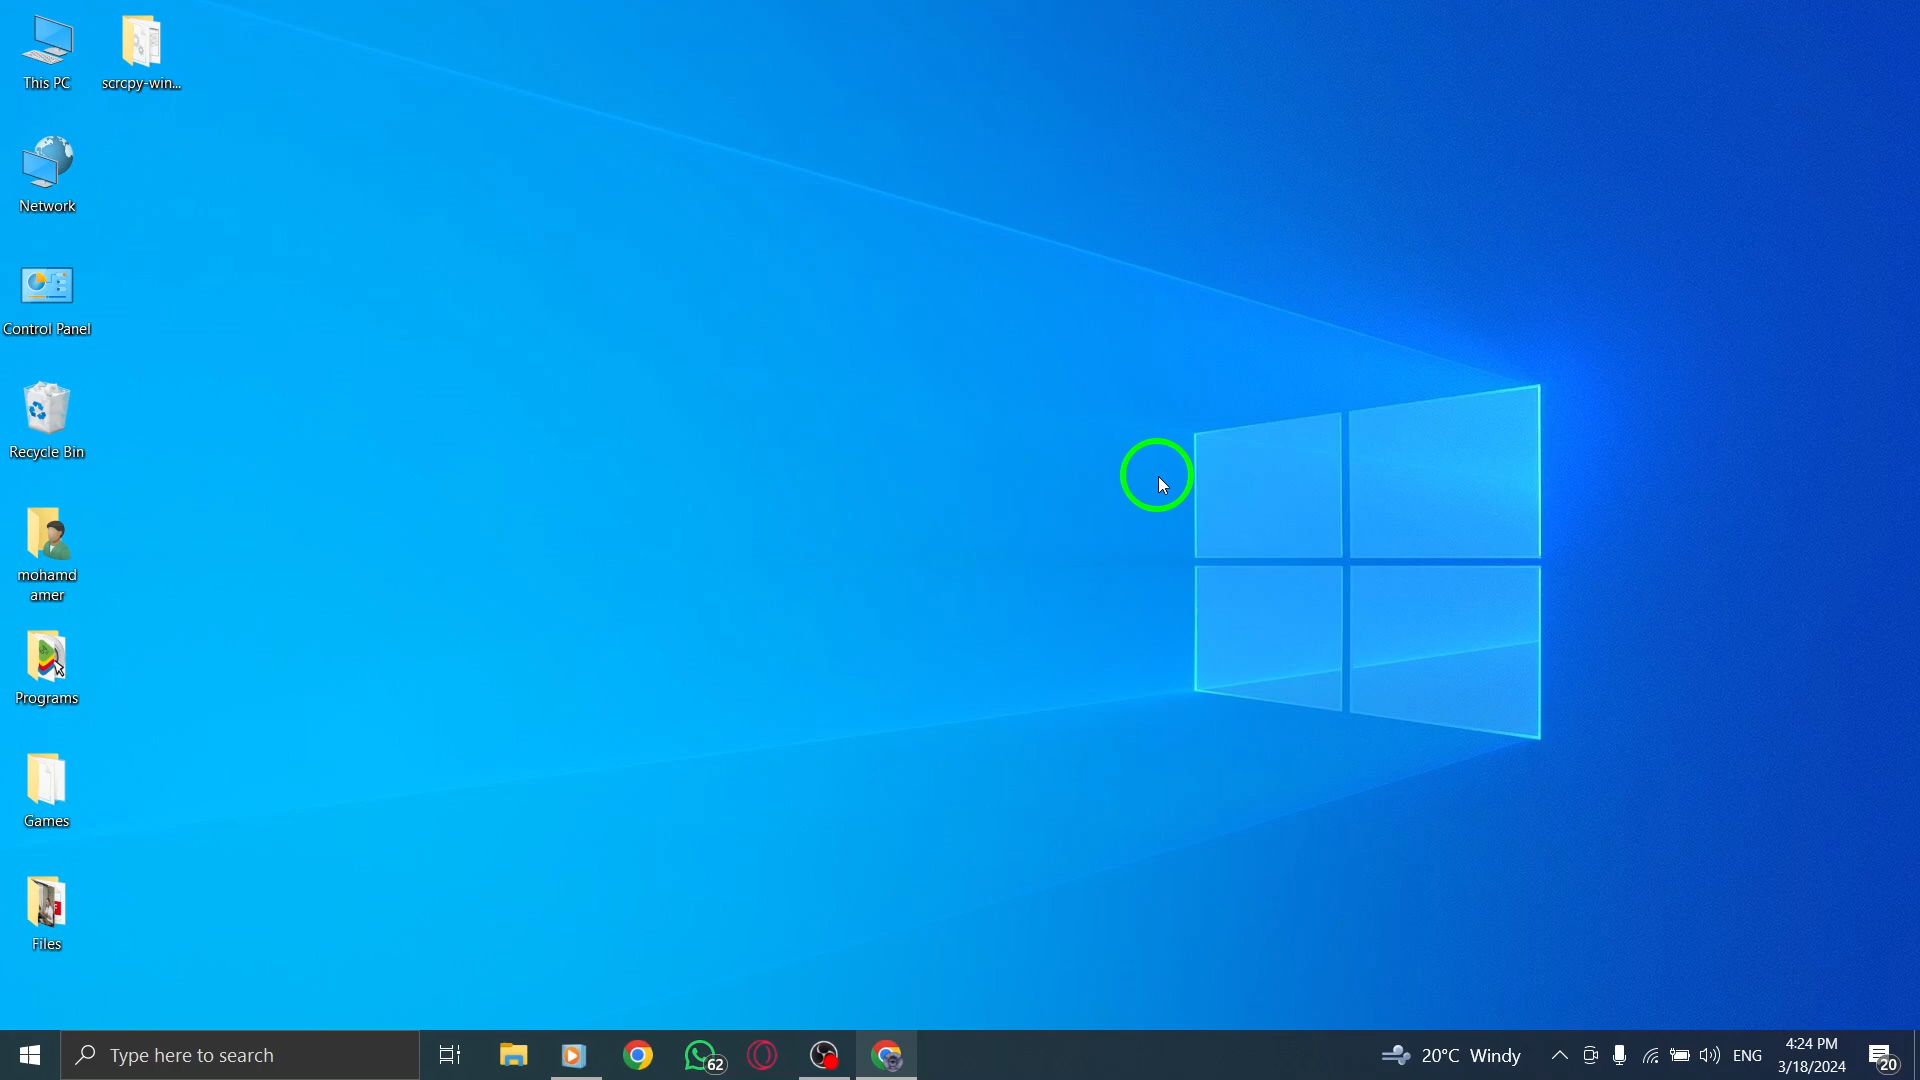 This PC
scrcpy-win...
Network
Control Panel
Recycle Bin
mohamd
amer
Programs
Games
Files
Type here to search
62
20°C Windy
ENG
4:24 PM
3/18/2024
20